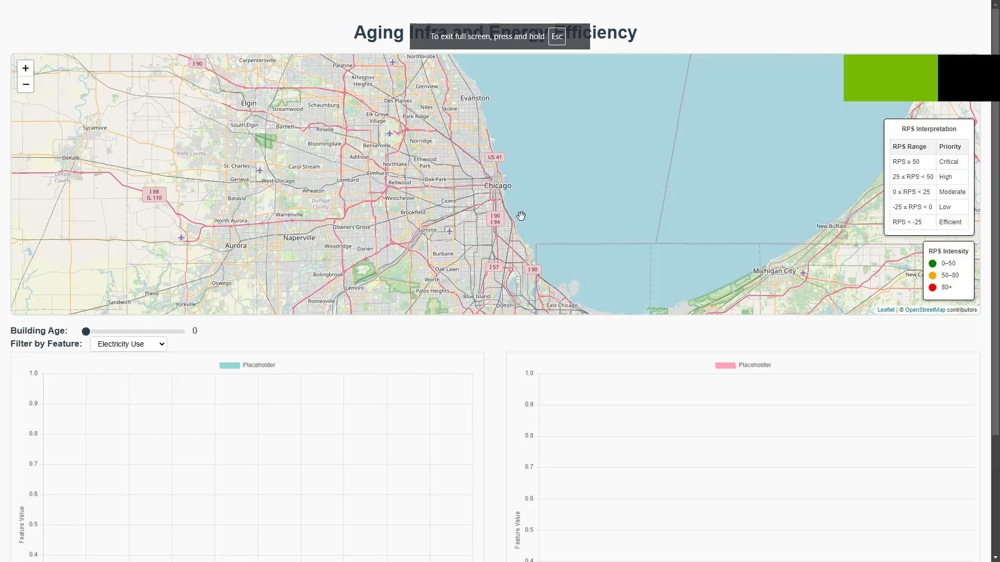 Aging Infra and Energy Efficiency
To exit full screen, press and hold Esc
+
−
I 90
Carpentersville
Northbrook
Palatine
Arlington
Heights
Glenview
Evanston
Elgin
Streamwood
Schaumburg
Des Plaines
Niles
Skokie
Elk Grove
Village
Park Ridge
Sycamore
South Elgin
Bartlett
Roselle
Bloomingdale
Bensenville
Norridge
Kane County
DeKalb
Addison
Elmwood
Park
US 41
St. Charles
Carol Stream
Northlake
DeKalb
County
Geneva
West Chicago
Lombard
Elmhurst
Bellwood
Oak Park
Chicago
I 88
IL 110
Batavia
Wheaton
DuPage
County
Westchester
Cicero
Warrenville
Brookfield
I 90
I 94
North Aurora
Downers Grove
Summit
Aurora
Naperville
Woodridge
Darien
Burbank
Bolingbrook
Oak Lawn
I 57
I 90
Oswego
Lemont
Worth
Palos Heights
Blue Island
Plano
Sandwich
Yorkville
Romeoville
Dolton
East Chicago
Indiana
New Buffalo
Michigan City
RPS Interpretation
RPS Range Priority
RPS ≥ 50 Critical
25 ≤ RPS < 50 High
0 ≤ RPS < 25 Moderate
-25 ≤ RPS < 0 Low
RPS < -25 Efficient
RPS Intensity
0–50
50–80
80+
Leaflet | © OpenStreetMap contributors
Building Age: 0
Filter by Feature: Electricity Use
Placeholder
1.0
0.9
0.8
0.7
0.6
0.5
0.4
Feature Value
Placeholder
1.0
0.9
0.8
0.7
0.6
0.5
0.4
Feature Value